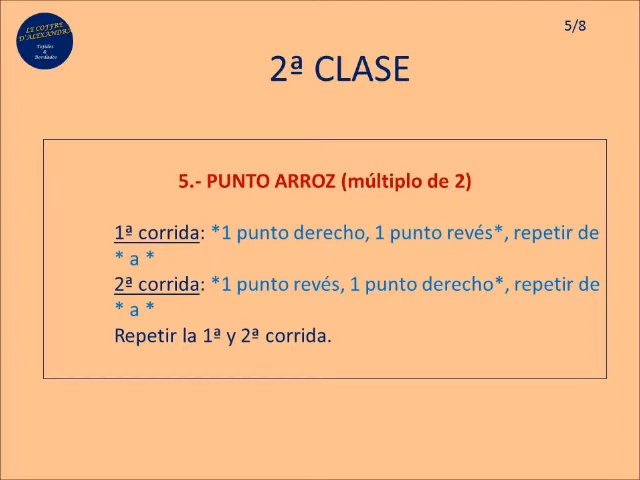 LE COFFRE
D'ALEXANDRA
Tejidos
&
Bordados
5/8
2ª CLASE
5.- PUNTO ARROZ (múltiplo de 2)
1ª corrida: *1 punto derecho, 1 punto revés*, repetir de
* a *
2ª corrida: *1 punto revés, 1 punto derecho*, repetir de
* a *
Repetir la 1ª y 2ª corrida.